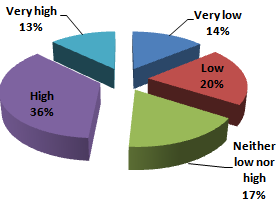 Very high
13%
Very low
14%
Low
20%
High
36%
Neither
low nor
high
17%